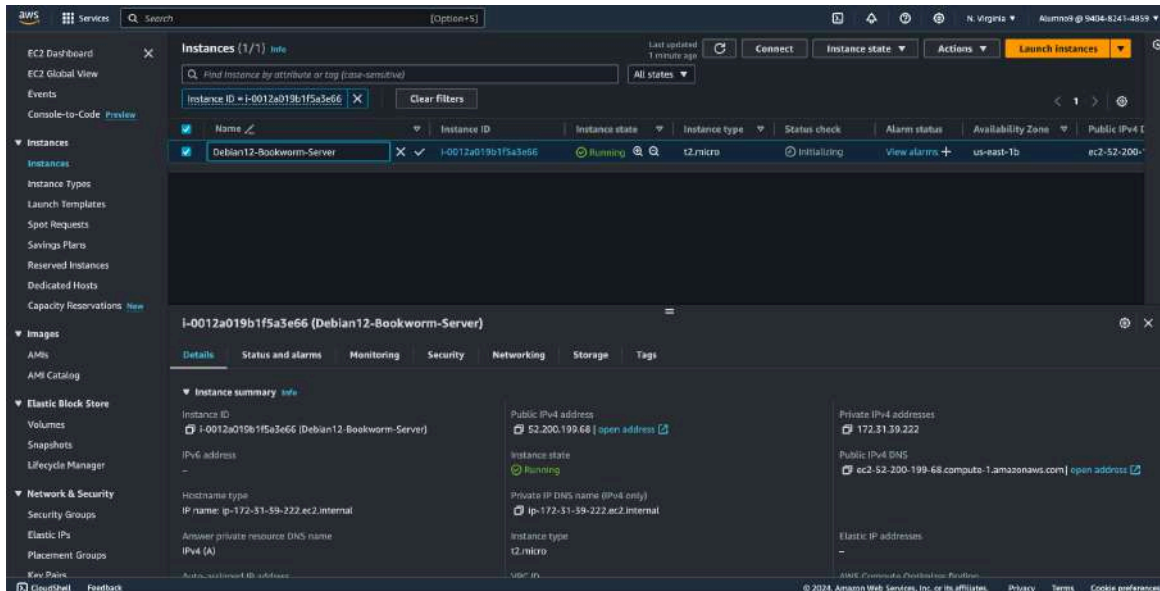 aws Services Search [Option+S] N. Virginia Alumno9 @ 9404-8241-4859
EC2 Dashboard
EC2 Global View
Events
Console-to-Code Preview
Instances
Instances
Instance Types
Launch Templates
Spot Requests
Savings Plans
Reserved Instances
Dedicated Hosts
Capacity Reservations New
Images
AMIs
AMI Catalog
Elastic Block Store
Volumes
Snapshots
Lifecycle Manager
Network & Security
Security Groups
Elastic IPs
Placement Groups
Key Pairs
Instances (1/1) Info
Last updated
1 minute ago
Connect Instance state Actions Launch instances
Find Instance by attribute or tag (case-sensitive) All states
Instance ID = i-0012a019b1f5a3e66 Clear filters
1
Name Instance ID Instance state Instance type Status check Alarm status Availability Zone Public IPv4 D
Debian12-Bookworm-Server i-0012a019b1f5a3e66 Running t2.micro Initializing View alarms + us-east-1b ec2-52-200-
i-0012a019b1f5a3e66 (Debian12-Bookworm-Server)
Details Status and alarms Monitoring Security Networking Storage Tags
Instance summary Info
Instance ID
i-0012a019b1f5a3e66 (Debian12-Bookworm-Server)
Public IPv4 address
52.200.199.68 | open address
Private IPv4 addresses
172.31.39.222
IPv6 address
–
Instance state
Running
Public IPv4 DNS
ec2-52-200-199-68.compute-1.amazonaws.com | open address
Hostname type
IP name: ip-172-31-39-222.ec2.internal
Private IP DNS name (IPv4 only)
ip-172-31-39-222.ec2.internal
Answer private resource DNS name
IPv4 (A)
Instance type
t2.micro
Elastic IP addresses
–
Auto-assigned IP address
VPC ID
AWS Compute Optimizer finding
CloudShell Feedback
© 2024, Amazon Web Services, Inc. or its affiliates. Privacy Terms Cookie preferences